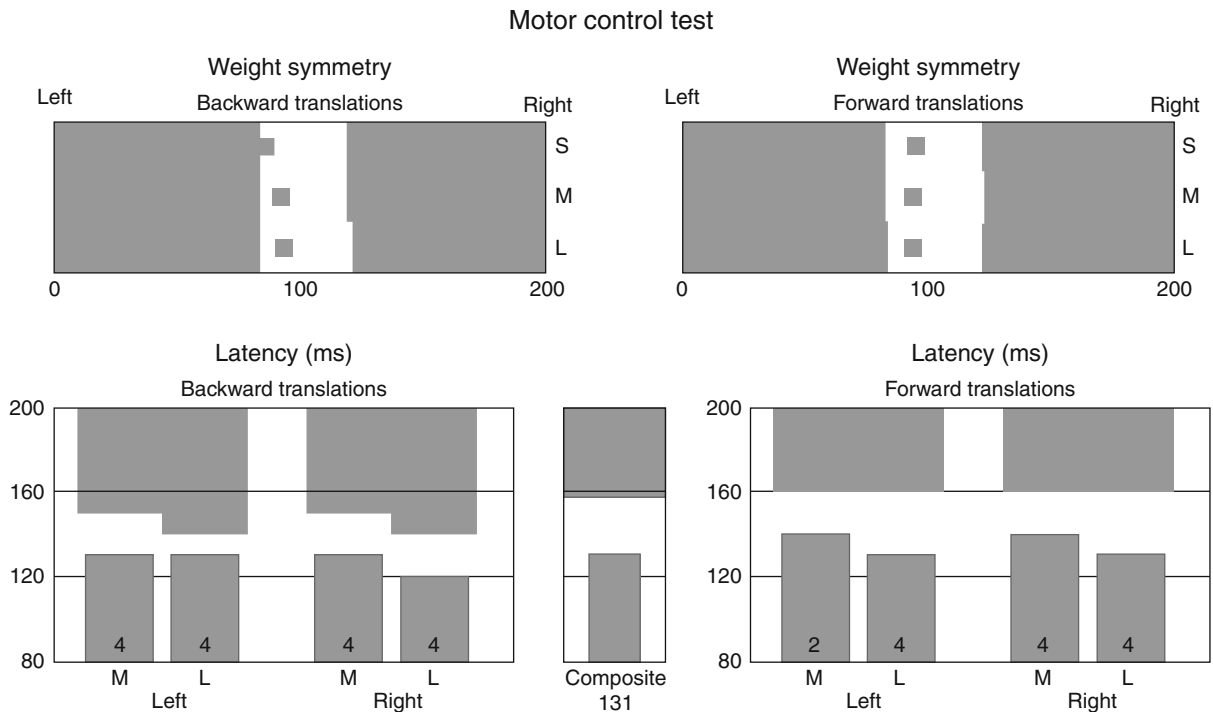 Motor control test
Weight symmetry
Left Backward translations Right
S
M
L
0 100 200
Weight symmetry
Left Forward translations Right
S
M
L
0 100 200
Latency (ms)
Backward translations
200
160
120
80
4 4 4 4
M L M L
Left Right
Composite
131
Latency (ms)
Forward translations
200
160
120
80
2 4 4 4
M L M L
Left Right